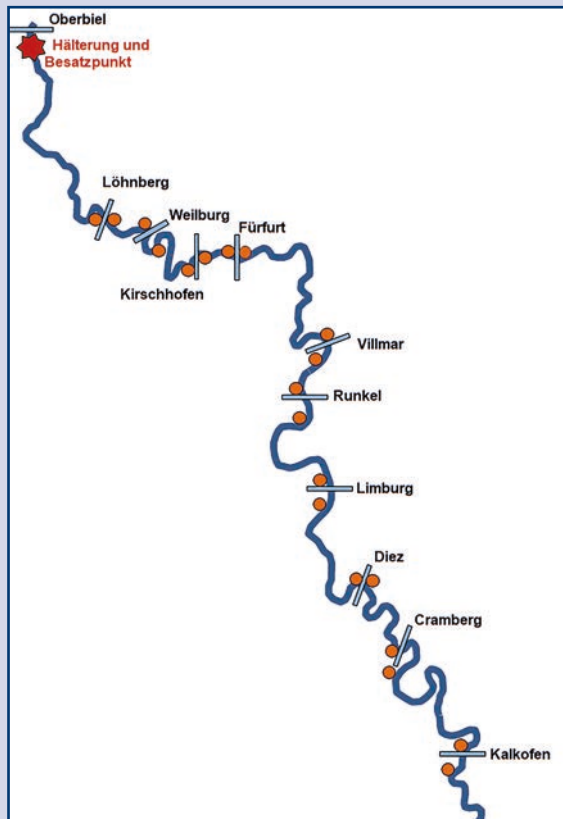 Oberbiel
Hälterung und
Besatzpunkt
Löhnberg
Weilburg
Fürfurt
Kirschhofen
Villmar
Runkel
Limburg
Diez
Cramberg
Kalkofen